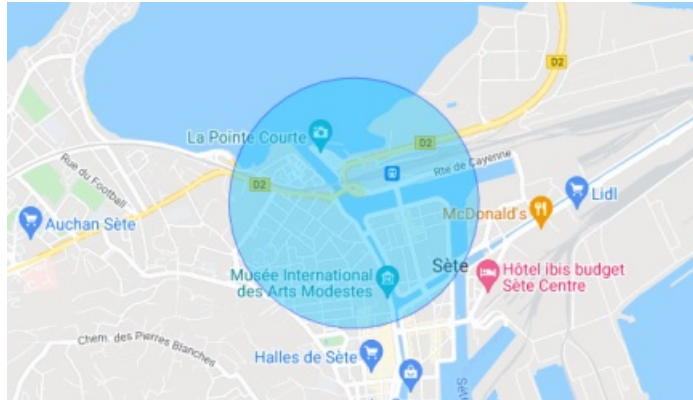 D2
La Pointe Courte
D2
Rte de Cayenne
Rue du Football
D2
Lidl
McDonald's
Auchan Sète
Sète
Musée International
des Arts Modestes
Hôtel ibis budget
Sète Centre
Chem. des Pierres Blanches
Halles de Sète